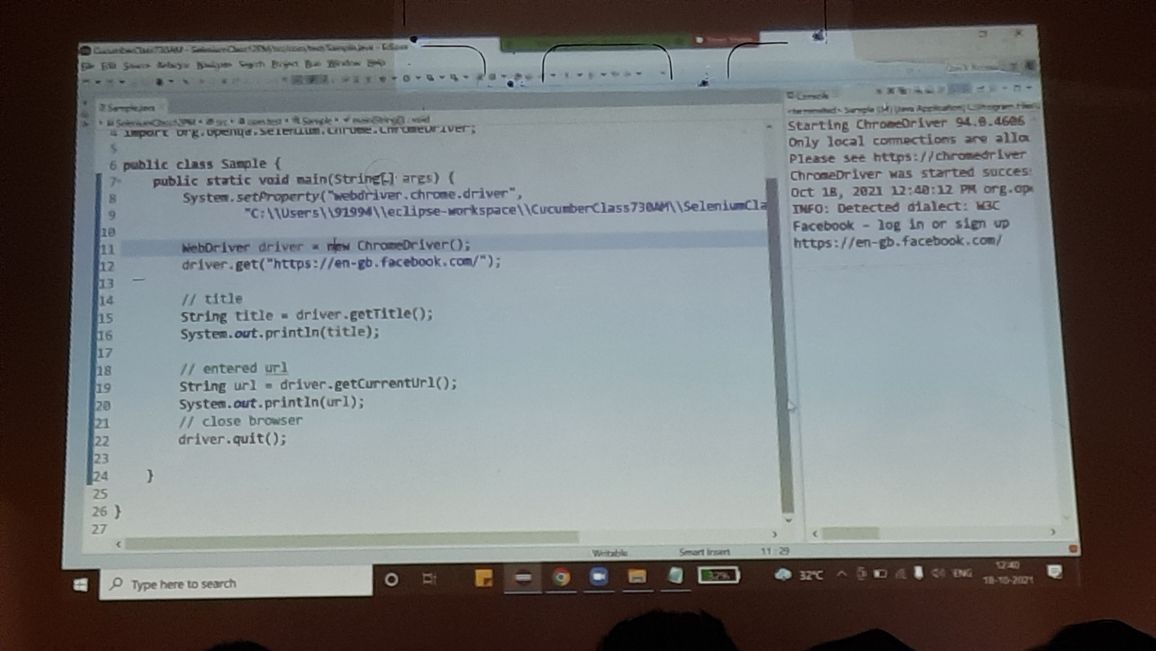 CucumberClass730AM - SeleniumClass12PM/src/com/test/Sample.java - Eclipse
File Edit Source Refactor Navigate Search Project Run Window Help
Sample.java
SeleniumClass12PM src com.test Sample main(String[]) : void
4 import org.openqa.selenium.chrome.ChromeDriver;
5
6 public class Sample {
7 public static void main(String[] args) {
8 System.setProperty("webdriver.chrome.driver",
9 "C:\\Users\\91994\\eclipse-workspace\\CucumberClass730AM\\SeleniumCla
10
11 WebDriver driver = new ChromeDriver();
12 driver.get("https://en-gb.facebook.com/");
13
14 // title
15 String title = driver.getTitle();
16 System.out.println(title);
17
18 // entered url
19 String url = driver.getCurrentUrl();
20 System.out.println(url);
21 // close browser
22 driver.quit();
23
24 }
25
26 }
27
Console
<terminated> Sample (14) [Java Application] C:\Program Files\
Starting ChromeDriver 94.0.4606
Only local connections are allo
Please see https://chromedriver
ChromeDriver was started succes
Oct 18, 2021 12:40:12 PM org.ope
INFO: Detected dialect: W3C
Facebook – log in or sign up
https://en-gb.facebook.com/
Writable Smart Insert 11 : 29
Type here to search
32°C ENG 12:40
18-10-2021